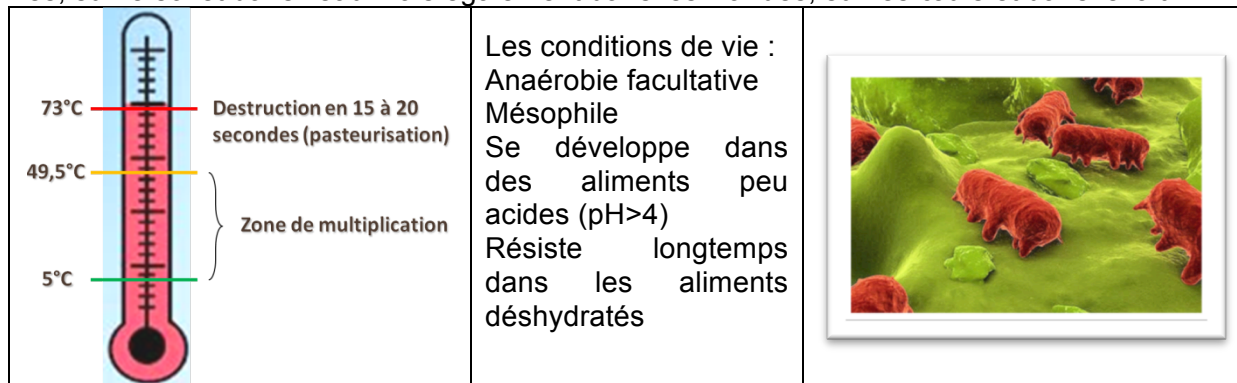 73°C
Destruction en 15 à 20
secondes (pasteurisation)
49,5°C
Zone de multiplication
5°C
Les conditions de vie :
Anaérobie facultative
Mésophile
Se développe dans
des aliments peu
acides (pH>4)
Résiste longtemps
dans les aliments
déshydratés